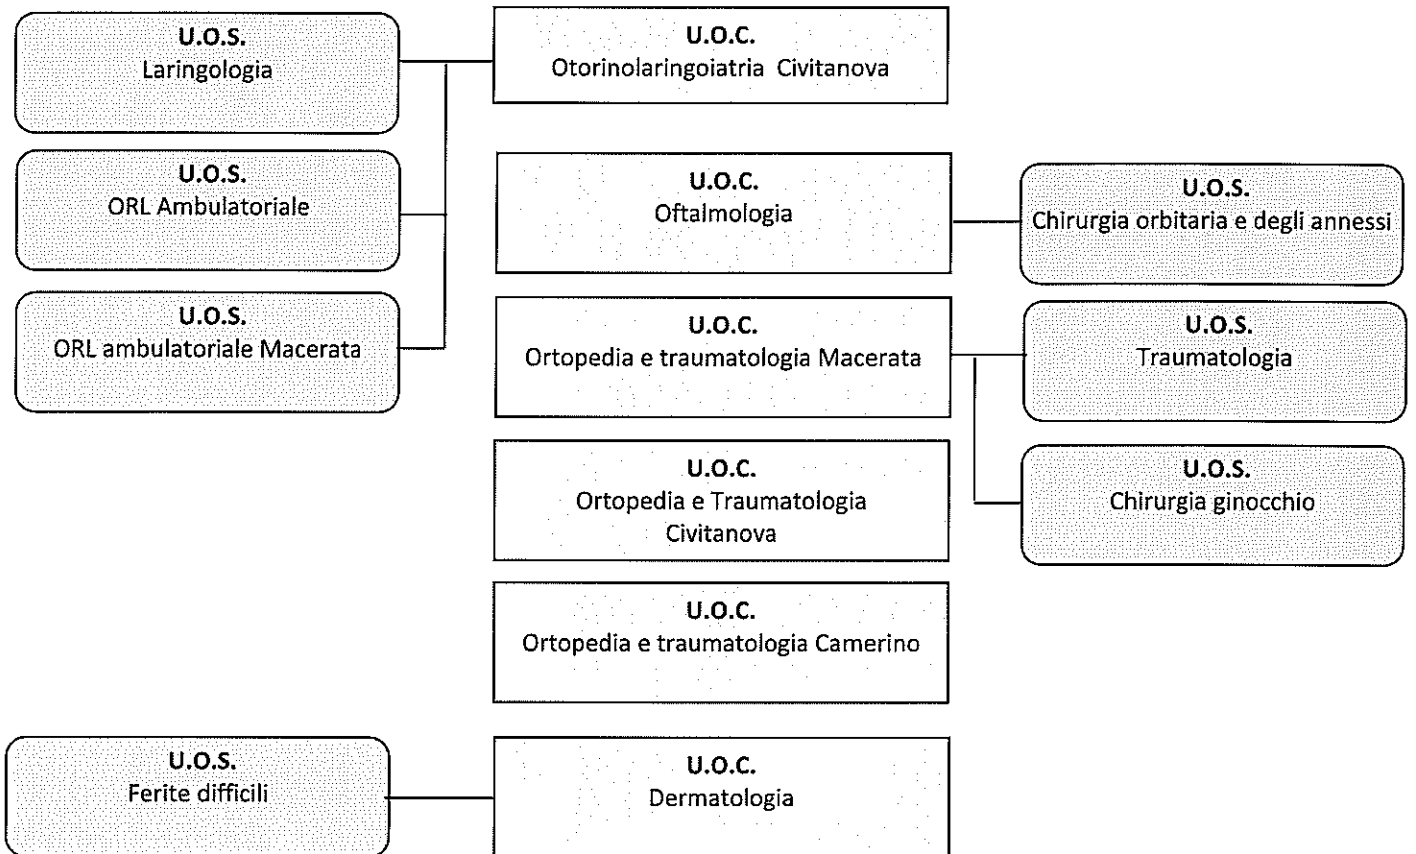 U.O.S.
Laringologia
U.O.C.
Otorinolaringoiatria Civitanova
U.O.S.
ORL Ambulatoriale
U.O.C.
Oftalmologia
U.O.S.
Chirurgia orbitaria e degli annessi
U.O.S.
ORL ambulatoriale Macerata
U.O.C.
Ortopedia e traumatologia Macerata
U.O.S.
Traumatologia
U.O.C.
Ortopedia e Traumatologia
Civitanova
U.O.S.
Chirurgia ginocchio
U.O.C.
Ortopedia e traumatologia Camerino
U.O.S.
Ferite difficili
U.O.C.
Dermatologia